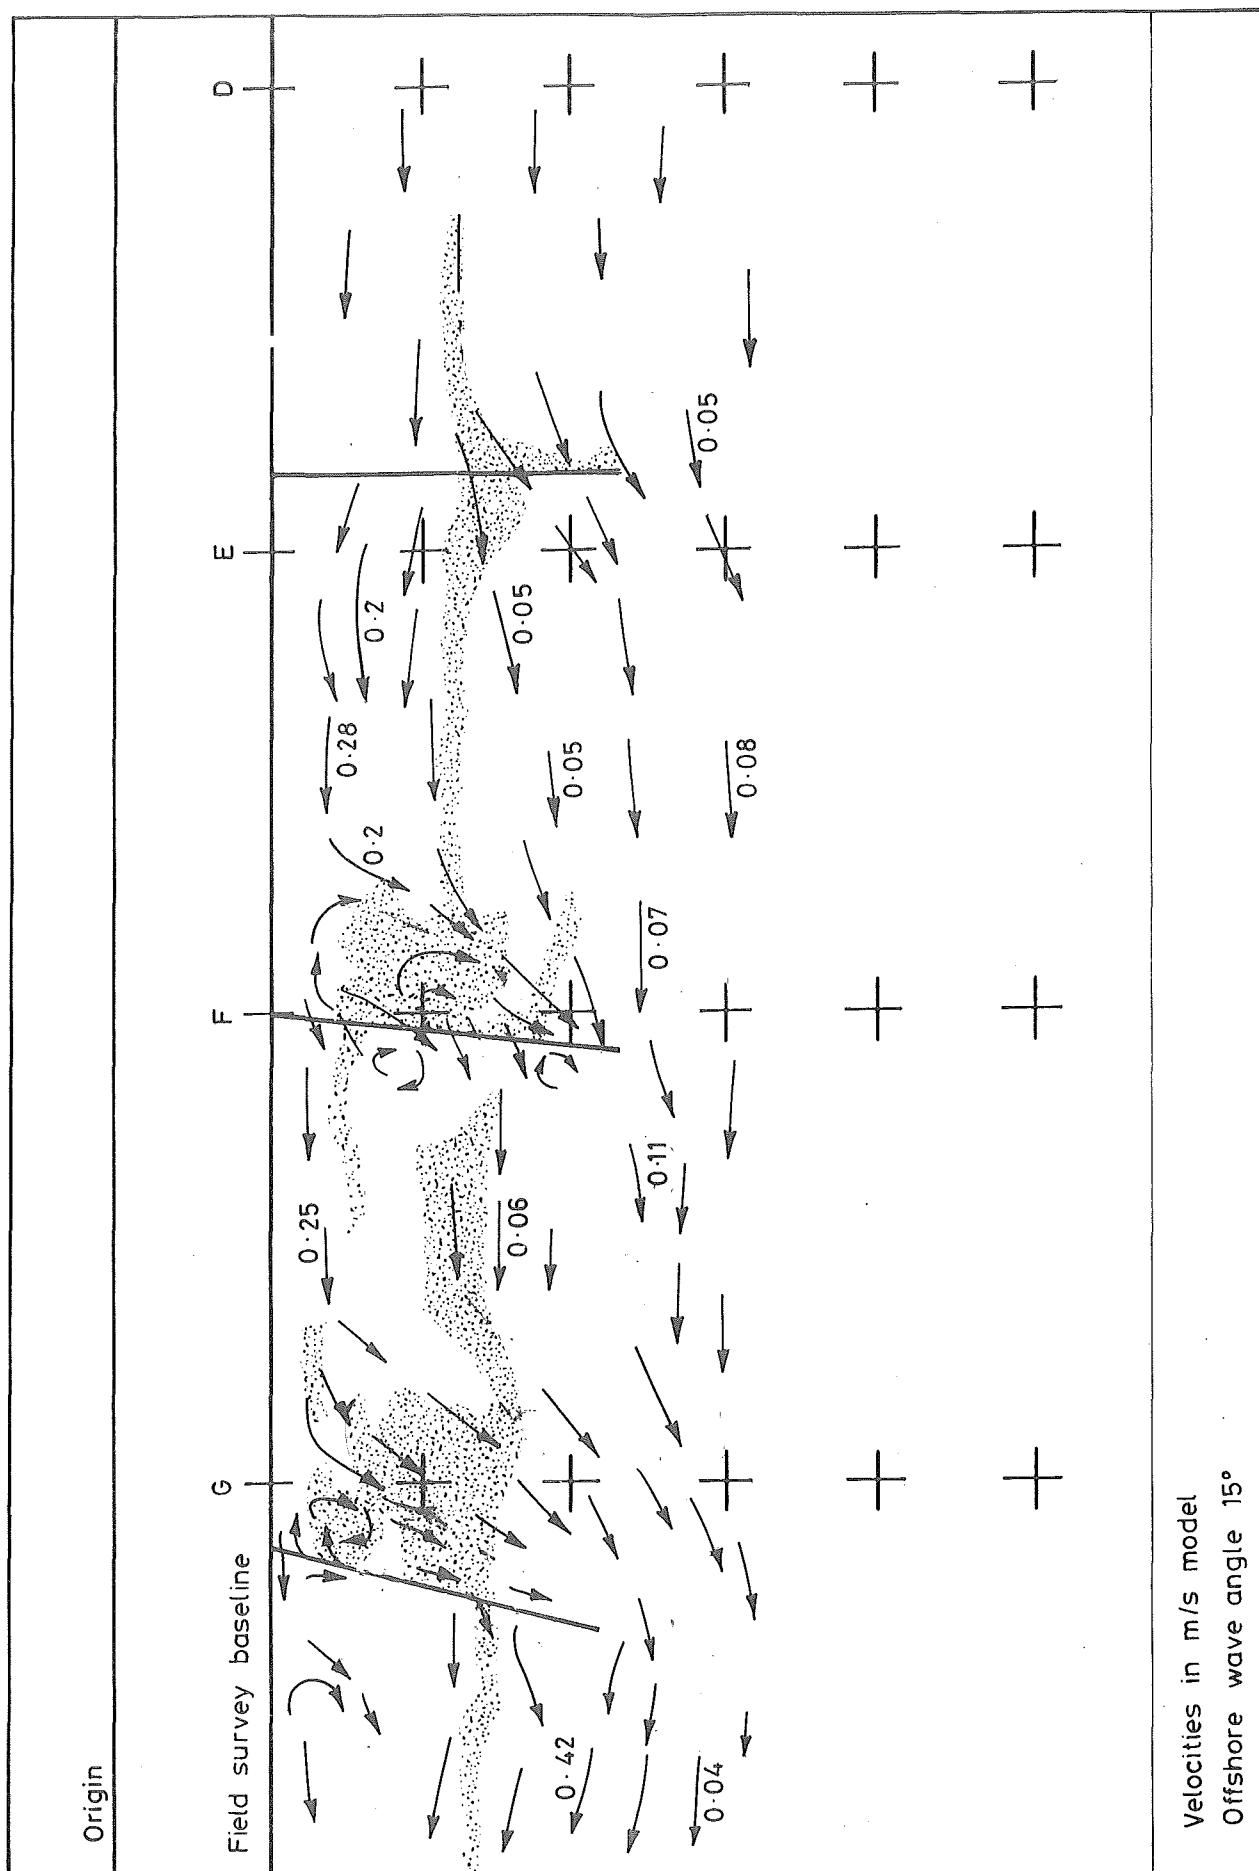 Origin
Field survey baseline
G
F
E
D
0·25
0·2
0·28
0·2
0·06
0·05
0·05
0·42
0·11
0·07
0·04
0·08
0·05
Velocities in m/s model
Offshore wave angle 15°